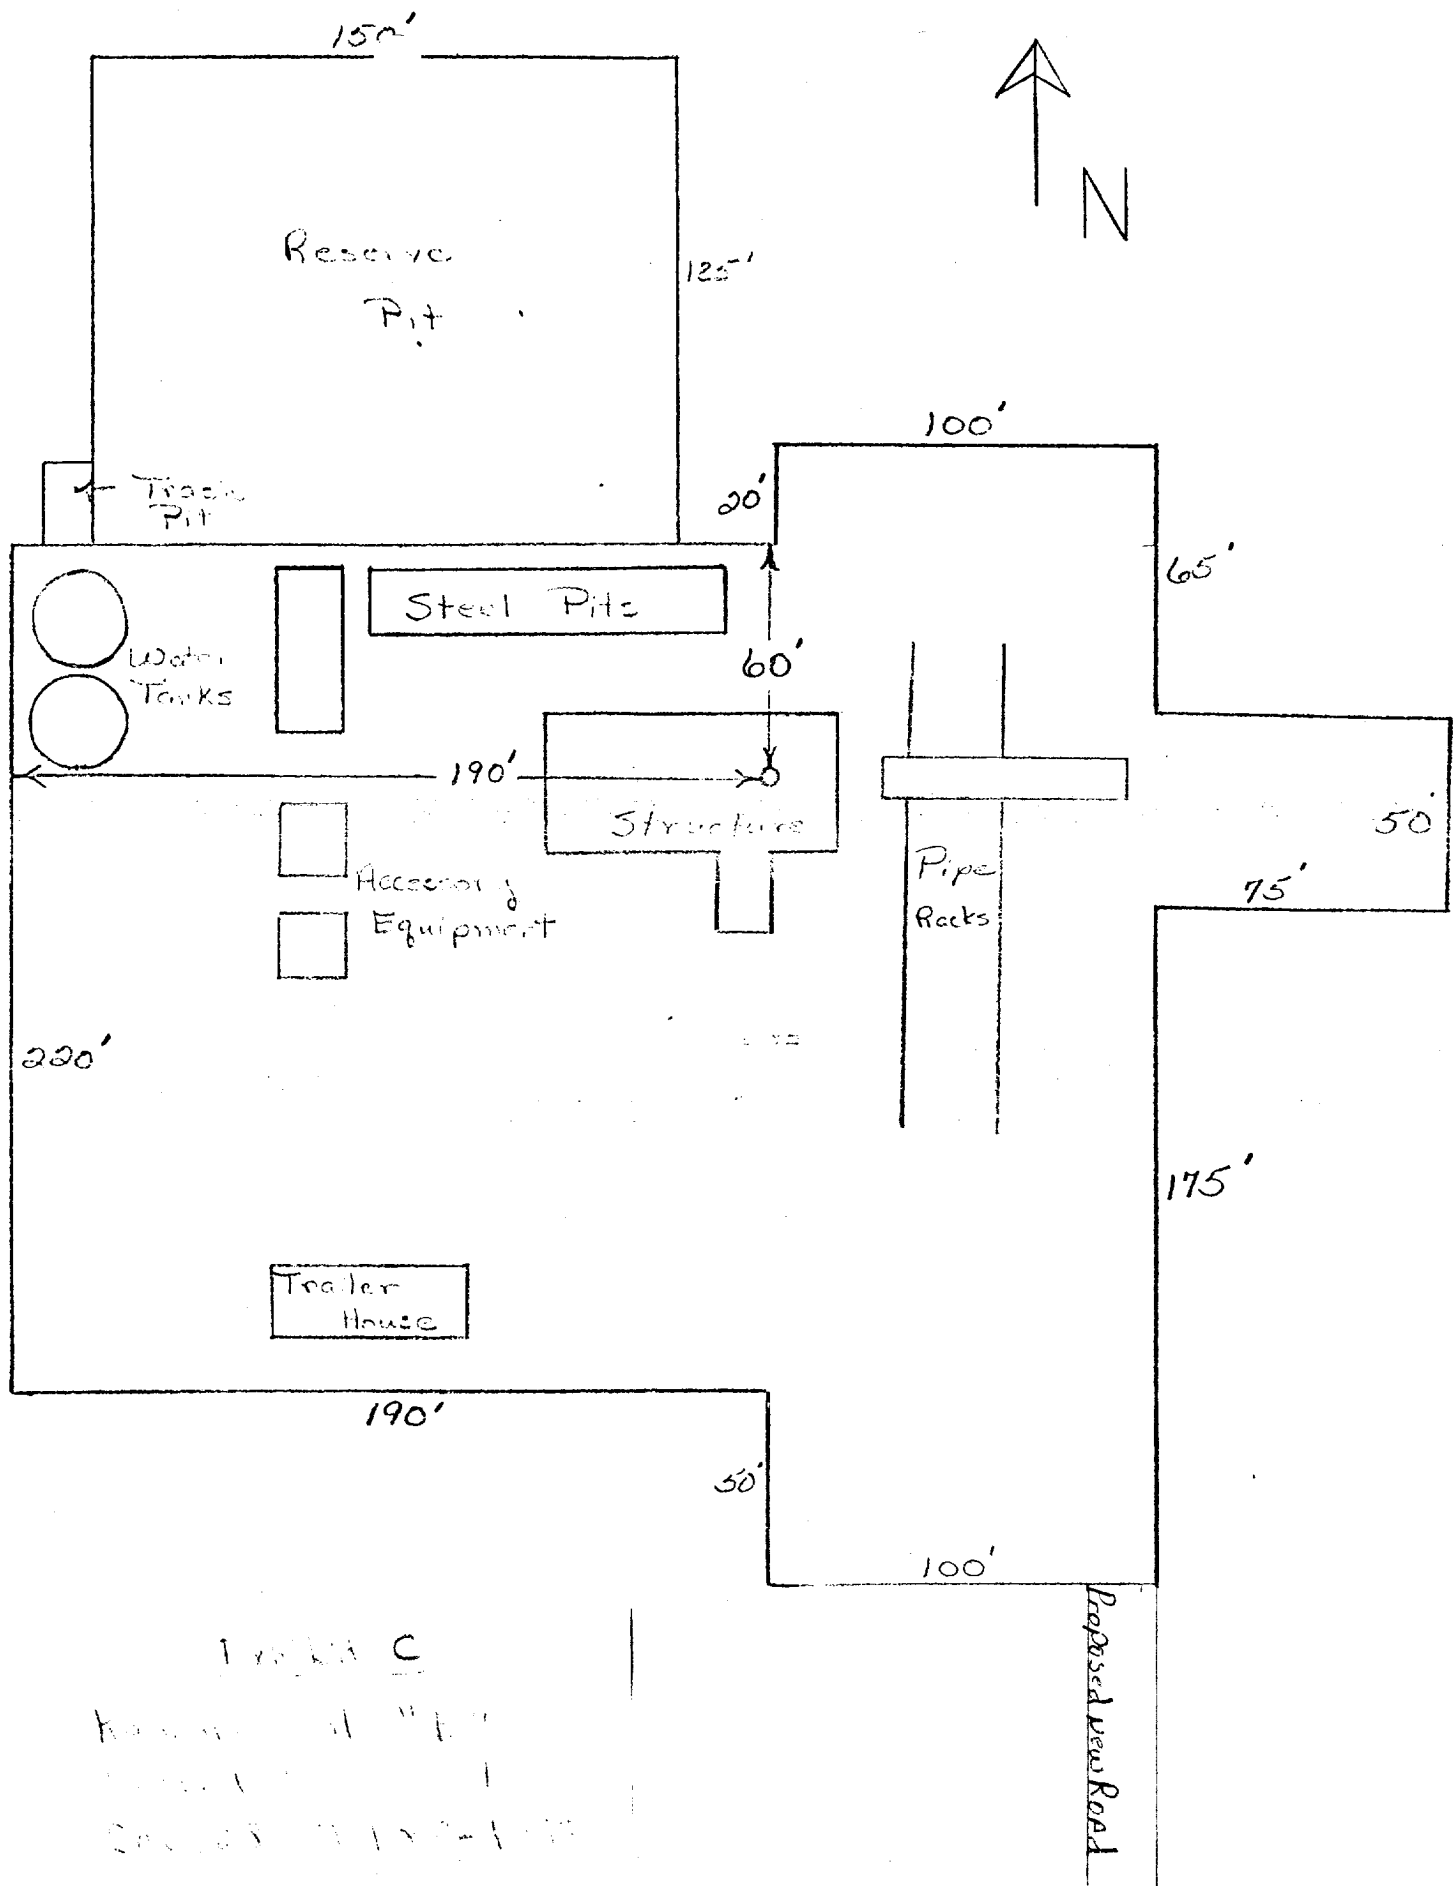 150'
N
Reserve
Pit
125'
100'
20'
Trash
Pit
65'
Steel Pits
60'
Water
Tanks
190'
Structure
50'
Pipe
Racks
75'
Accessory
Equipment
220'
175'
Trailer
House
190'
50'
100'
Proposed New Road
C